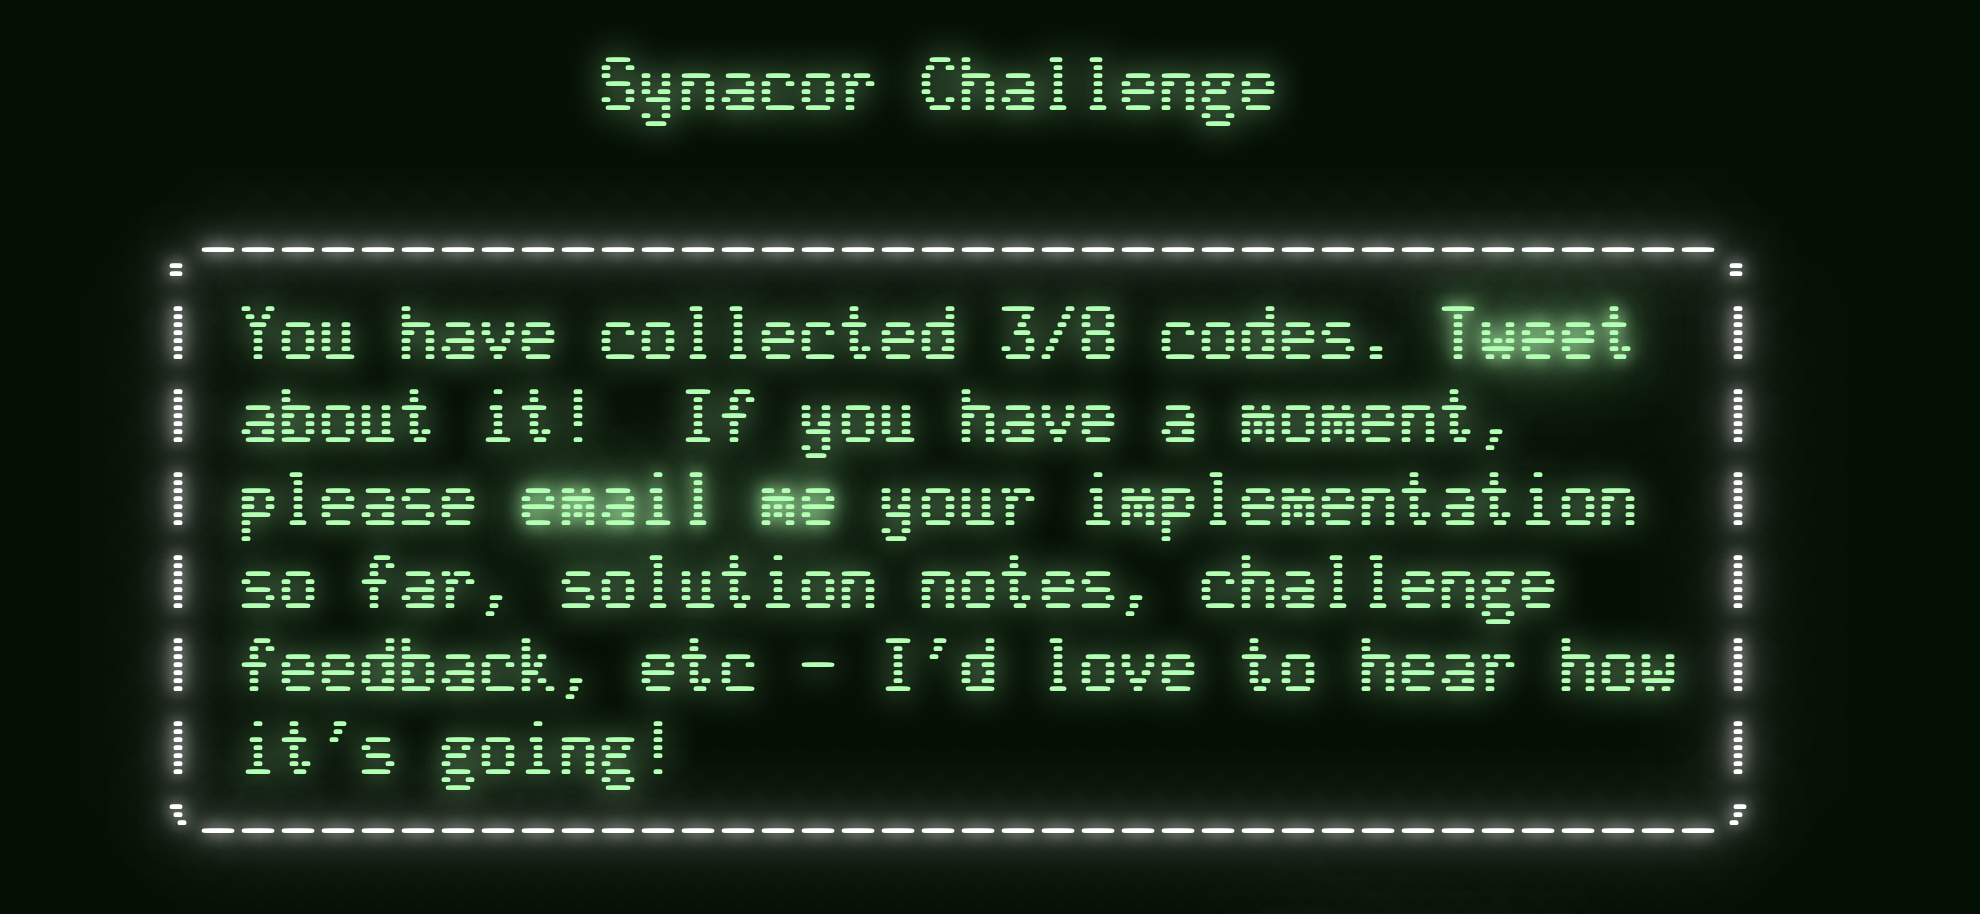 Synacor Challenge
You have collected 3/8 codes. Tweet
about it!  If you have a moment,
please email me your implementation
so far, solution notes, challenge
feedback, etc - I'd love to hear how
it's going!